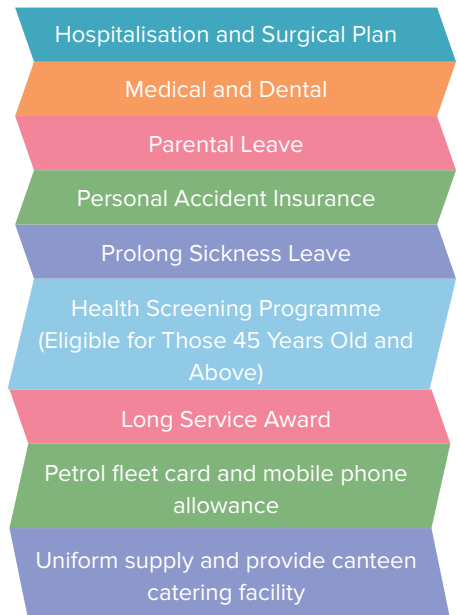 Hospitalisation and Surgical Plan
Medical and Dental
Parental Leave
Personal Accident Insurance
Prolong Sickness Leave
Health Screening Programme
(Eligible for Those 45 Years Old and
Above)
Long Service Award
Petrol fleet card and mobile phone
allowance
Uniform supply and provide canteen
catering facility